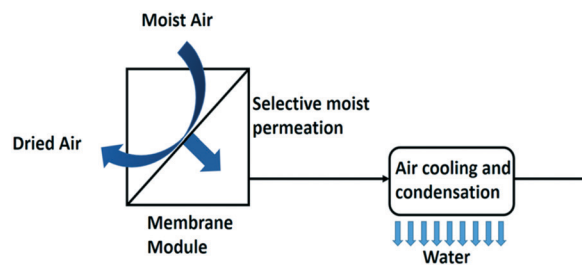 Moist Air
Selective moist
permeation
Dried Air
Air cooling and
condensation
Membrane
Module
Water